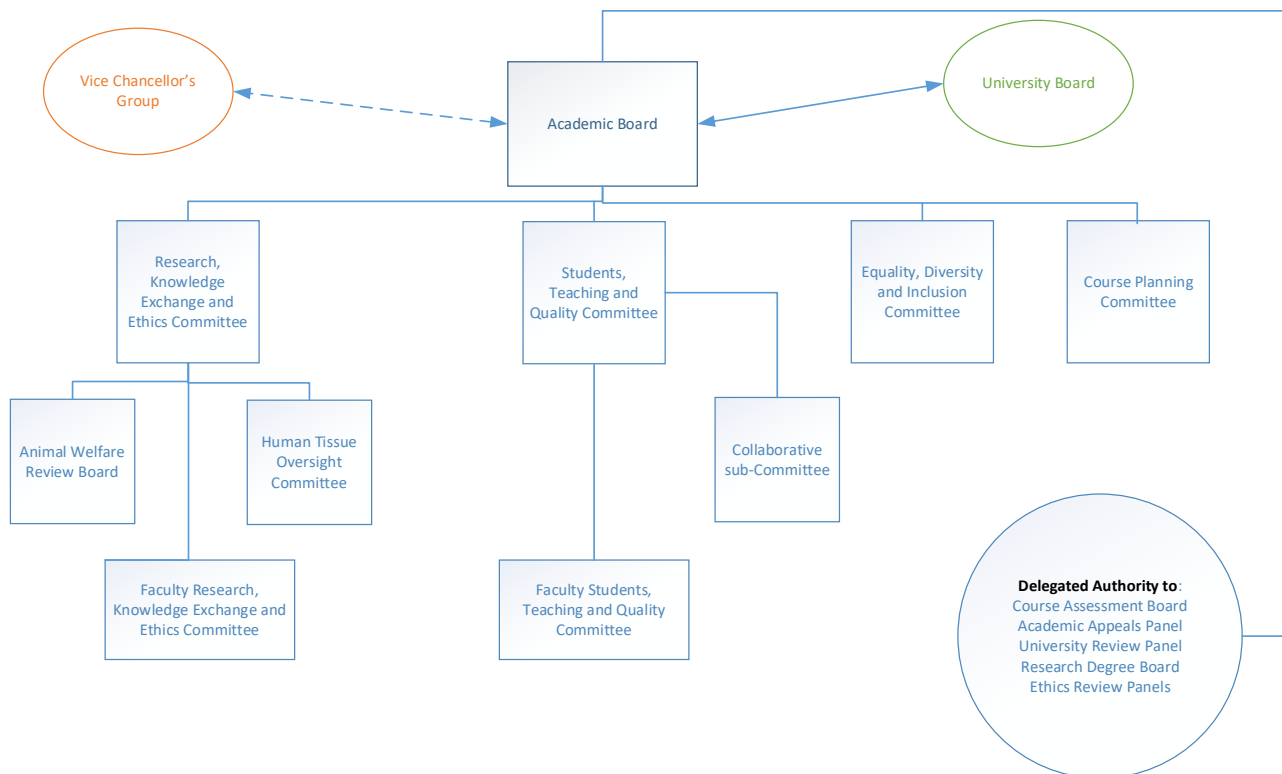 Vice Chancellor's
Group
Academic Board
University Board
Research,
Knowledge
Exchange and
Ethics Committee
Students,
Teaching and
Quality Committee
Equality, Diversity
and Inclusion
Committee
Course Planning
Committee
Animal Welfare
Review Board
Human Tissue
Oversight
Committee
Collaborative
sub-Committee
Faculty Research,
Knowledge Exchange and
Ethics Committee
Faculty Students,
Teaching and Quality
Committee
Delegated Authority to:
Course Assessment Board
Academic Appeals Panel
University Review Panel
Research Degree Board
Ethics Review Panels